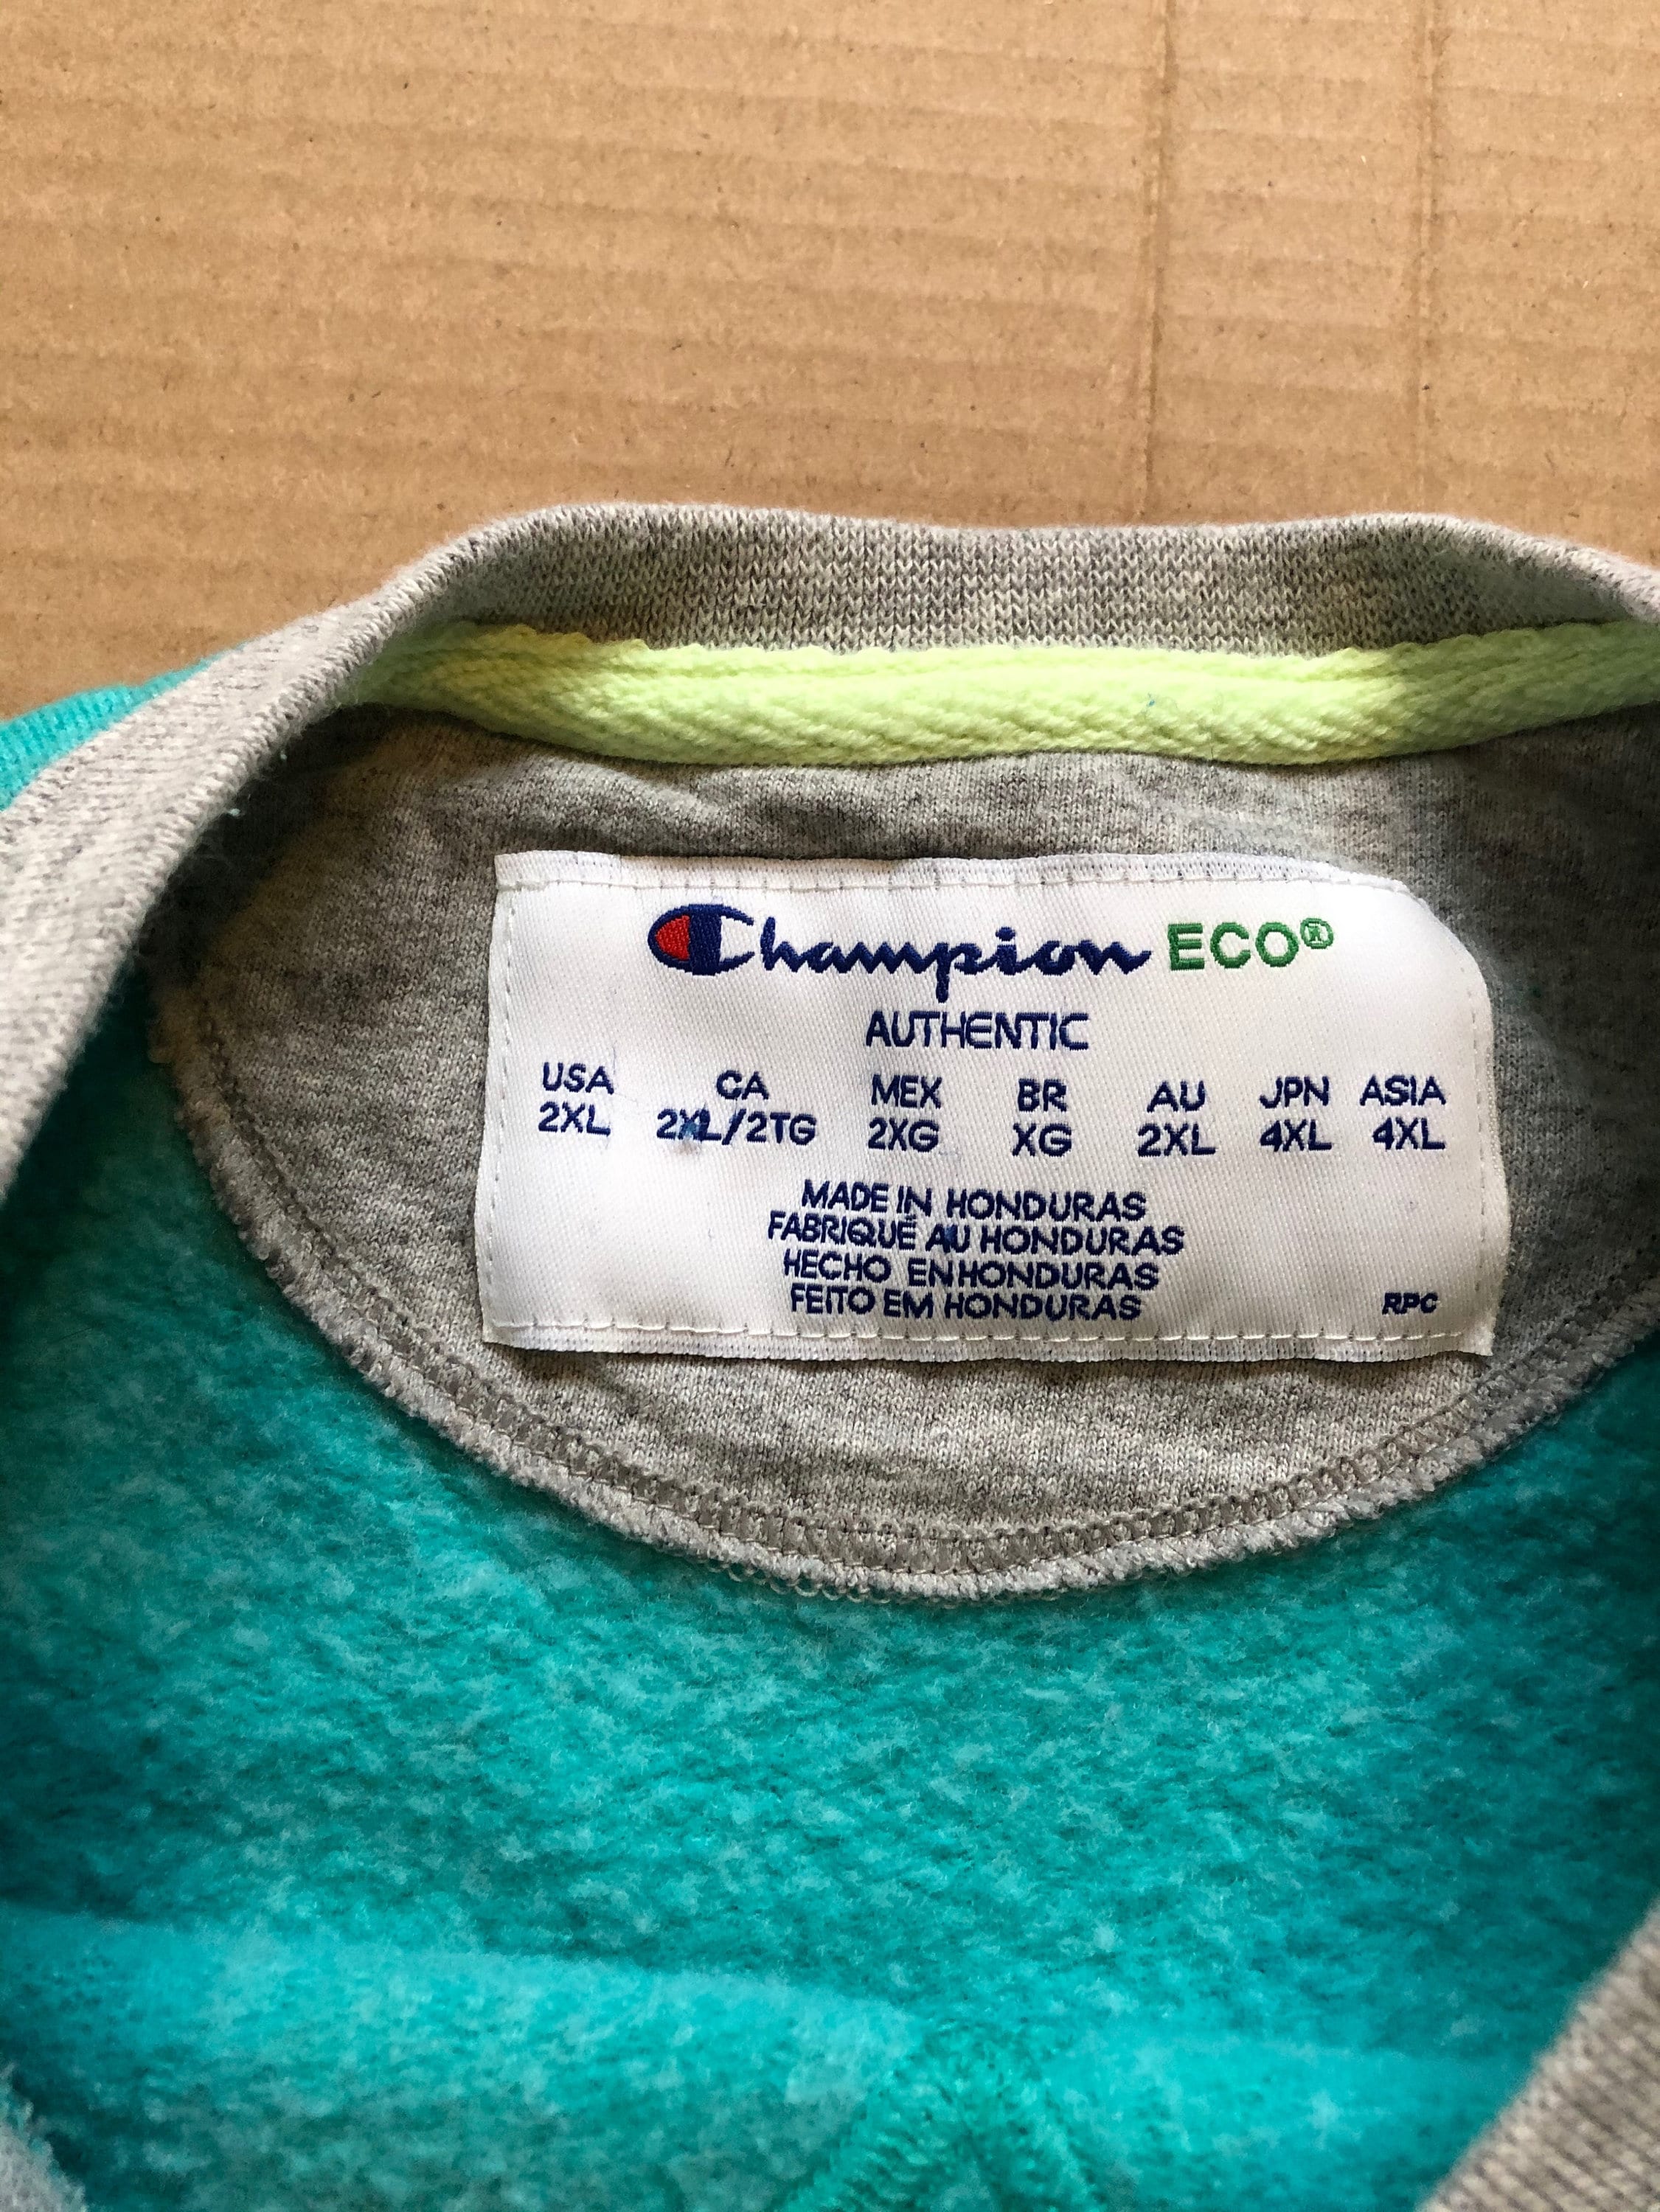 Champion ECO®
AUTHENTIC
USA CA MEX BR AU JPN ASIA
2XL 2XL/2TG 2XG XG 2XL 4XL 4XL
MADE IN HONDURAS
FABRIQUÉ AU HONDURAS
HECHO EN HONDURAS
FEITO EM HONDURAS
RPC